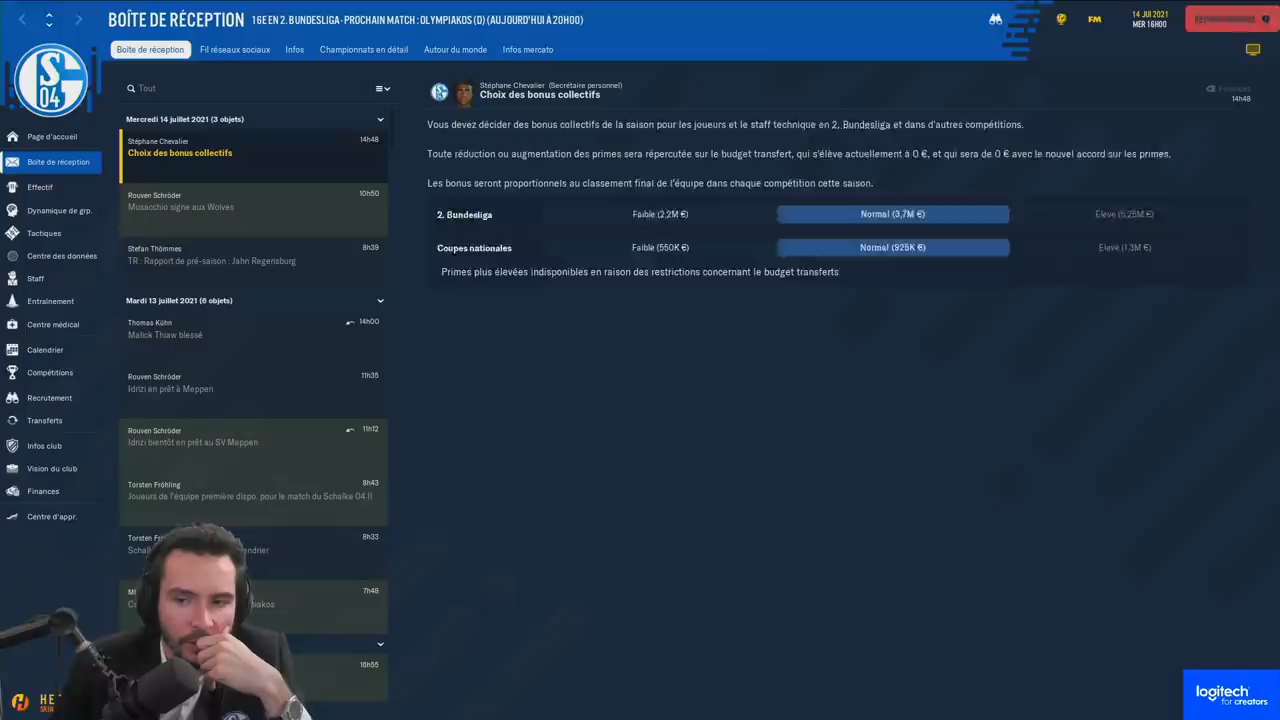 BOÎTE DE RÉCEPTION
16E EN 2. BUNDESLIGA - PROCHAIN MATCH : OLYMPIAKOS (D) (AUJOURD'HUI À 20H00)
FM
14 JUI 2021
MER 16H00
Boîte de réception
Fil réseaux sociaux
Infos
Championnats en détail
Autour du monde
Infos mercato
S
04
Page d'accueil
Boîte de réception
Effectif
Dynamique de grp.
Tactiques
Centre des données
Staff
Entraînement
Centre médical
Calendrier
Compétitions
Recrutement
Transferts
Infos club
Vision du club
Finances
Centre d'appr.
Tout
Mercredi 14 juillet 2021 (3 objets)
Stéphane Chevalier
14h48
Choix des bonus collectifs
Rouven Schröder
10h50
Musacchio signe aux Wolves
Stefan Thömmes
8h39
TR : Rapport de pré-saison : Jahn Regensburg
Mardi 13 juillet 2021 (6 objets)
Thomas Kühn
14h00
Malick Thiaw blessé
Rouven Schröder
11h35
Idrizi en prêt à Meppen
Rouven Schröder
11h12
Idrizi bientôt en prêt au SV Meppen
Torsten Fröhling
8h43
Joueurs de l'équipe première dispo. pour le match du Schalke 04 II
Torsten
8h33
7h48
16h55
Stéphane Chevalier (Secrétaire personnel)
Choix des bonus collectifs
Finances
14h48
Vous devez décider des bonus collectifs de la saison pour les joueurs et le staff technique en 2. Bundesliga et dans d'autres compétitions.
Toute réduction ou augmentation des primes sera répercutée sur le budget transfert, qui s'élève actuellement à 0 €, et qui sera de 0 € avec le nouvel accord sur les primes.
Les bonus seront proportionnels au classement final de l'équipe dans chaque compétition cette saison.
2. Bundesliga
Faible (2,2M €)
Normal (3,7M €)
Élevé (5,25M €)
Coupes nationales
Faible (550K €)
Normal (925K €)
Élevé (1,3M €)
Primes plus élevées indisponibles en raison des restrictions concernant le budget transferts
HE
SKIN
logitech
for creators